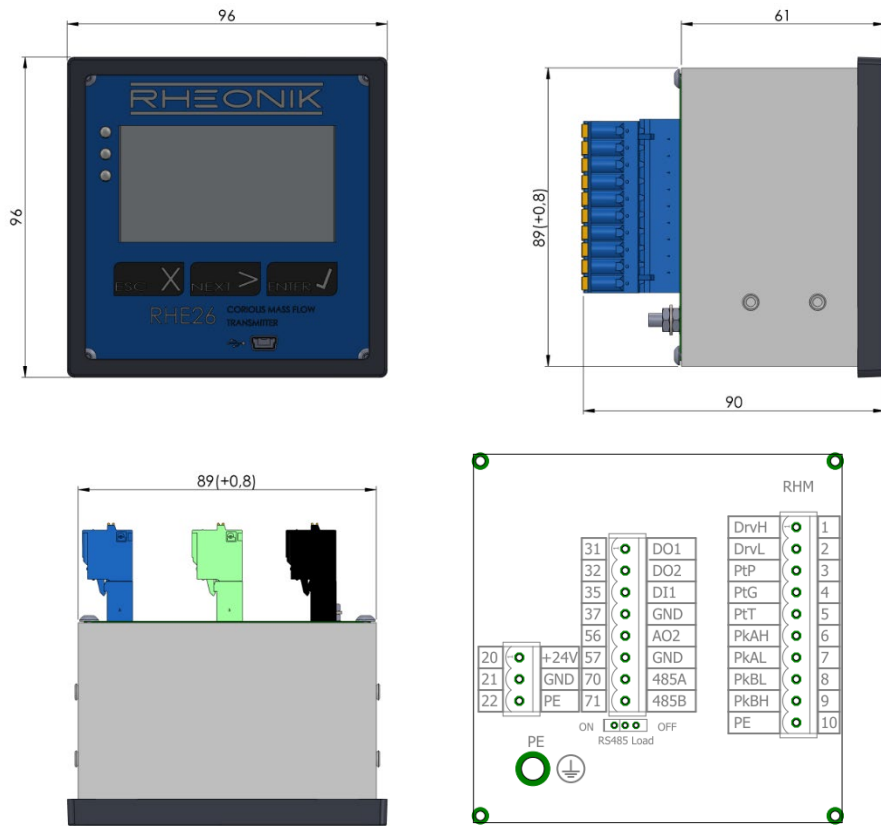 96
96
RHEONIK
ESC X
NEXT >
ENTER
RHE26
CORIOUS MASS FLOW
TRANSMITTER
61
89(+0,8)
90
89(+0,8)
RHM
DrvH 1
DrvL 2
PtP 3
PtG 4
PtT 5
PkAH 6
PkAL 7
PkBL 8
PkBH 9
PE 10
31 DO1
32 DO2
35 DI1
37 GND
56 AO2
57 GND
70 485A
71 485B
20 +24V
21 GND
22 PE
ON OFF
RS485 Load
PE